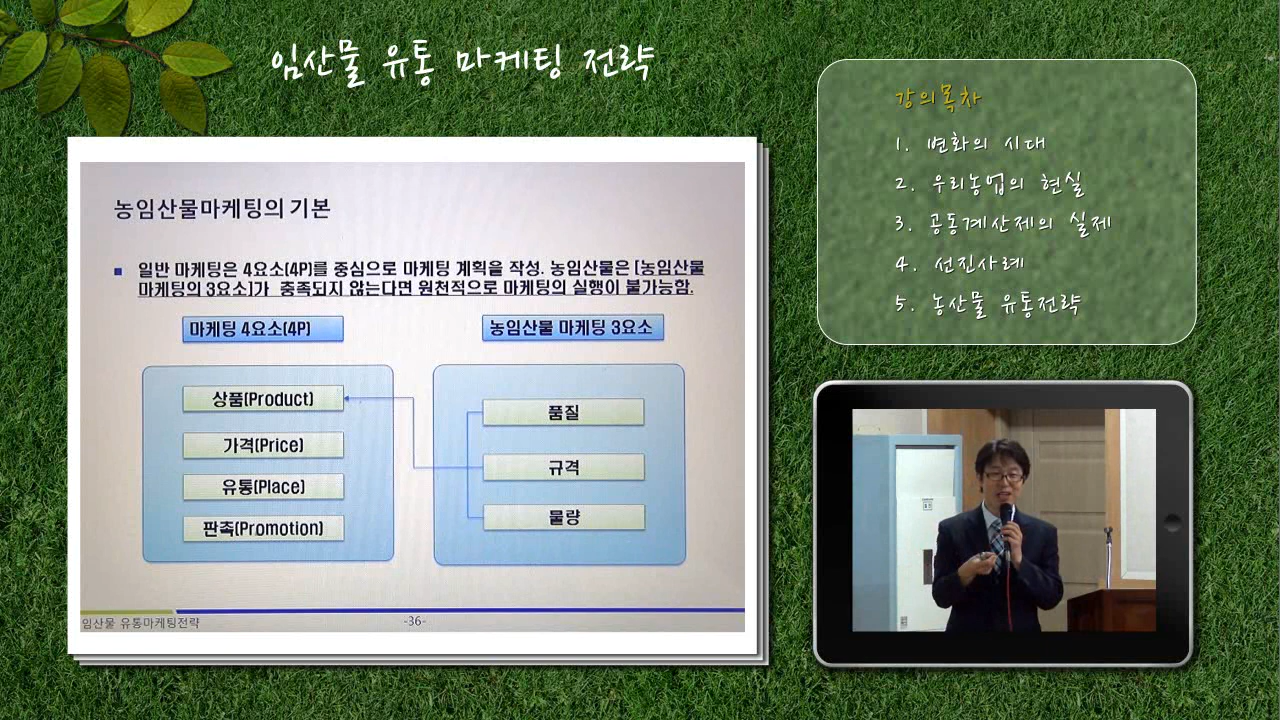 임산물 유통 마케팅 전략
강의목차
1. 변화의 시대
2. 우리농업의 현실
3. 공동계산제의 실제
4. 선진사례
5. 농산물 유통전략
농임산물마케팅의 기본
■ 일반 마케팅은 4요소(4P)를 중심으로 마케팅 계획을 작성. 농임산물은 [농임산물
마케팅의 3요소]가 충족되지 않는다면 원천적으로 마케팅의 실행이 불가능함.
마케팅 4요소(4P)
상품(Product)
가격(Price)
유통(Place)
판촉(Promotion)
농임산물 마케팅 3요소
품질
규격
물량
임산물 유통마케팅전략
-36-